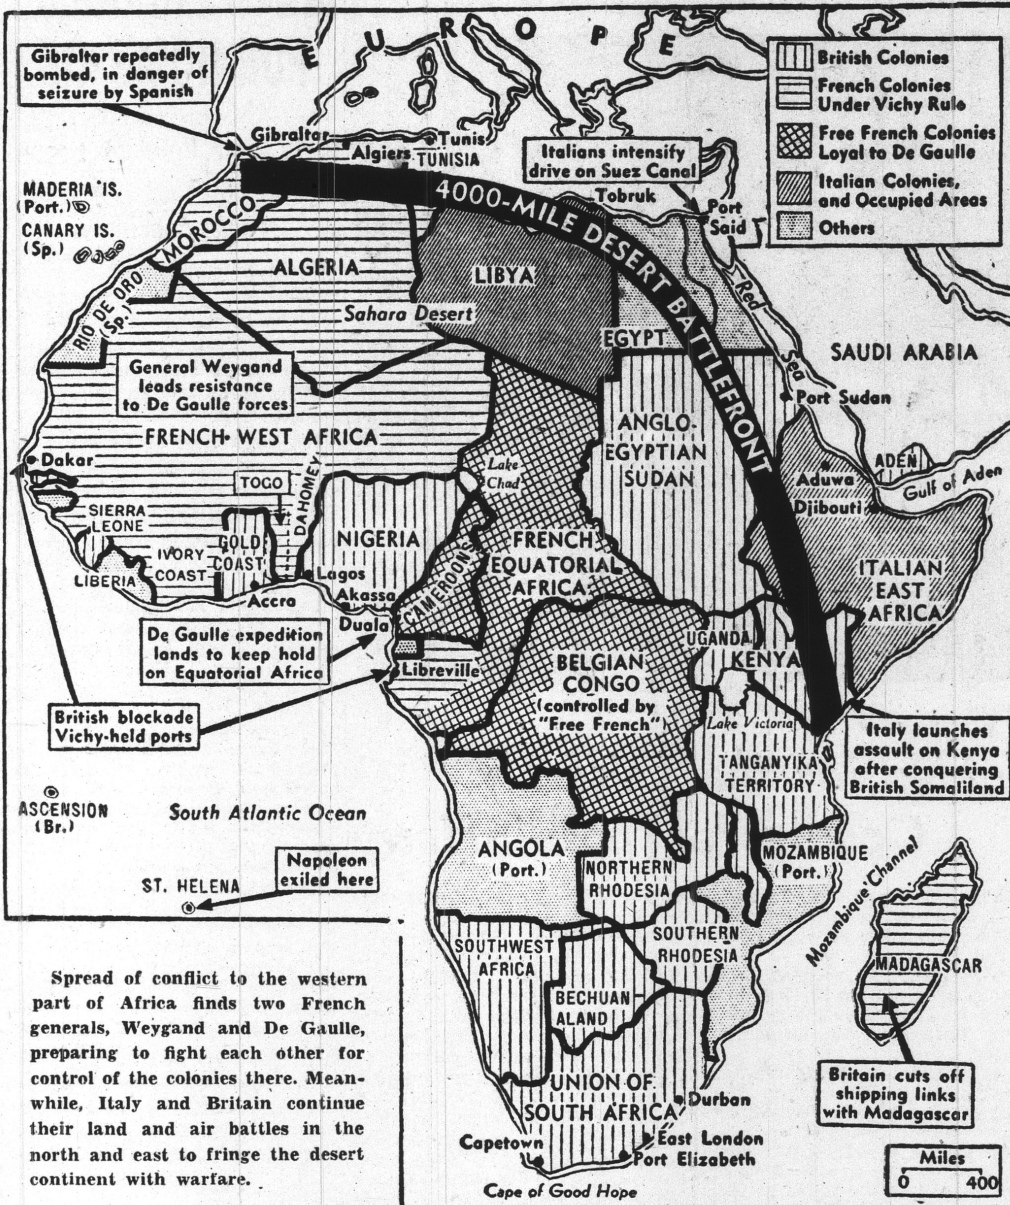 EUROPE
Gibraltar repeatedly
bombed, in danger of
seizure by Spanish
British Colonies
French Colonies
Under Vichy Rule
Free French Colonies
Loyal to De Gaulle
Italian Colonies,
and Occupied Areas
Others
Gibraltar
Algiers
Tunis
TUNISIA
Italians intensify
drive on Suez Canal
Tobruk
Port
Said
MADERIA IS.
(Port.)
CANARY IS.
(Sp.)
4000-MILE DESERT BATTLEFRONT
MOROCCO
ALGERIA
LIBYA
RIO DE ORO
(Sp.)
Sahara Desert
EGYPT
Red
Sea
SAUDI ARABIA
General Weygand
leads resistance
to De Gaulle forces
Port Sudan
FRENCH WEST AFRICA
ANGLO-
EGYPTIAN
SUDAN
Dakar
Lake
Chad
Aduwa
ADEN
Gulf of Aden
Djibouti
TOGO
DAHOMEY
SIERRA
LEONE
GOLD
COAST
NIGERIA
FRENCH
EQUATORIAL
AFRICA
IVORY
COAST
LIBERIA
Accra
Lagos
Akassa
CAMEROONS
ITALIAN
EAST
AFRICA
Duala
De Gaulle expedition
lands to keep hold
on Equatorial Africa
Libreville
UGANDA
KENYA
BELGIAN
CONGO
(controlled by
"Free French")
Lake Victoria
British blockade
Vichy-held ports
Italy launches
assault on Kenya
after conquering
British Somaliland
TANGANYIKA
TERRITORY
ASCENSION
(Br.)
South Atlantic Ocean
ANGOLA
(Port.)
NORTHERN
RHODESIA
MOZAMBIQUE
(Port.)
Mozambique Channel
Napoleon
exiled here
ST. HELENA
SOUTHWEST
AFRICA
SOUTHERN
RHODESIA
MADAGASCAR
BECHUAN
ALAND
Britain cuts off
shipping links
with Madagascar
UNION OF
SOUTH AFRICA
Durban
Capetown
East London
Port Elizabeth
Cape of Good Hope
Miles
0 400
Spread of conflict to the western
part of Africa finds two French
generals, Weygand and De Gaulle,
preparing to fight each other for
control of the colonies there. Mean-
while, Italy and Britain continue
their land and air battles in the
north and east to fringe the desert
continent with warfare.